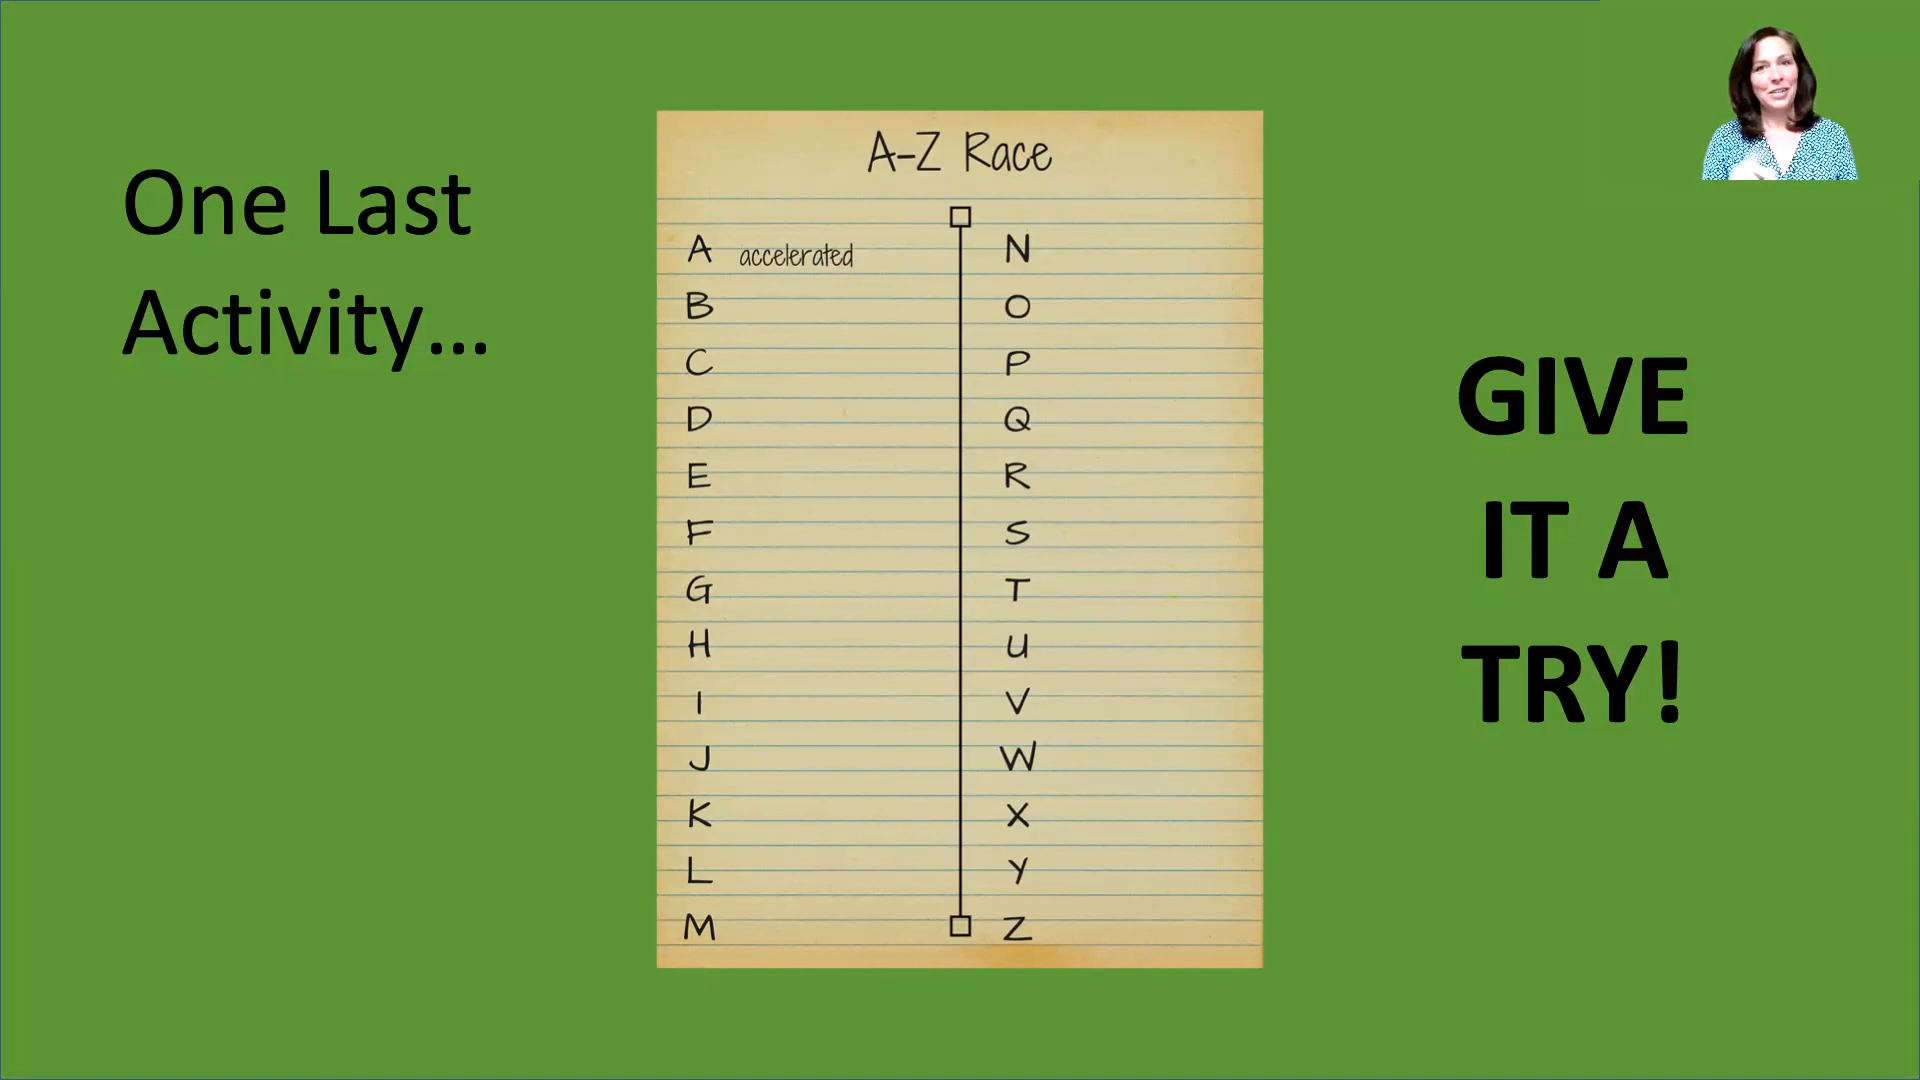 One Last
Activity...
A-Z Race
A accelerated
B
C
D
E
F
G
H
I
J
K
L
M
N
O
P
Q
R
S
T
U
V
W
X
Y
Z
GIVE
IT A
TRY!